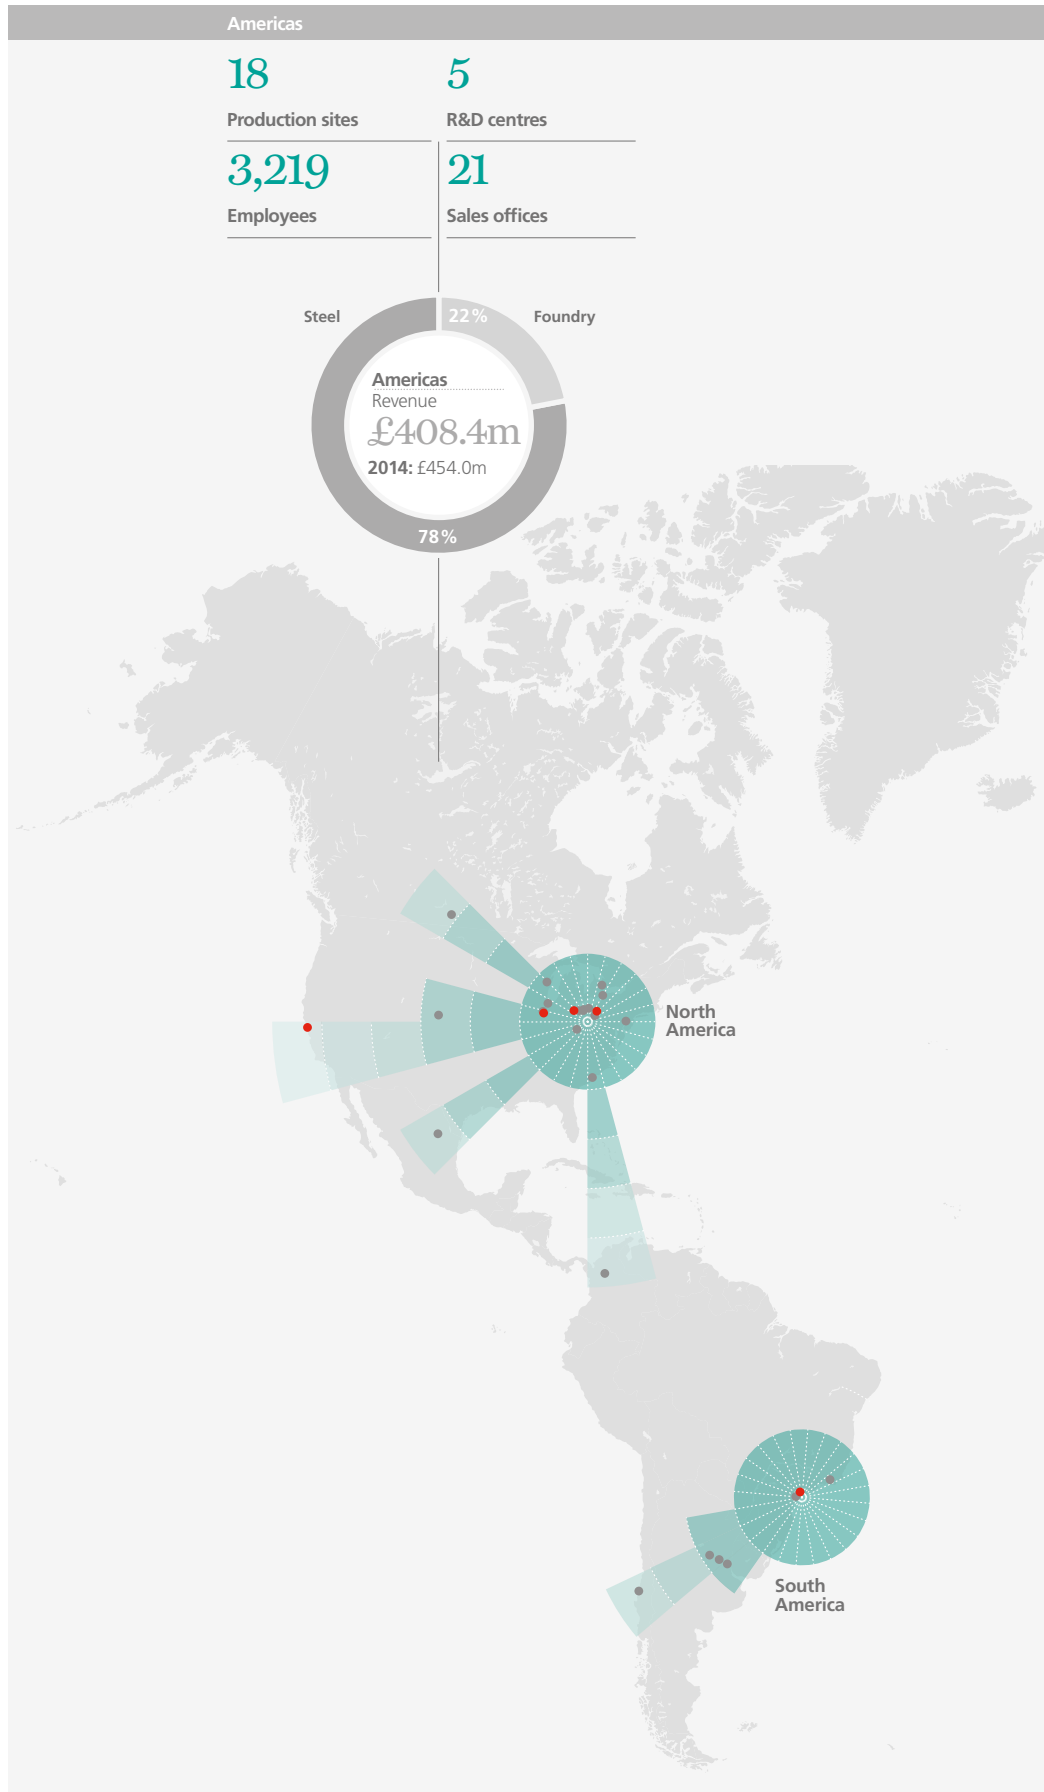 Americas
18
Production sites
5
R&D centres
3,219
Employees
21
Sales offices
Steel
22%
Foundry
Americas
Revenue
£408.4m
2014: £454.0m
78%
North
America
South
America